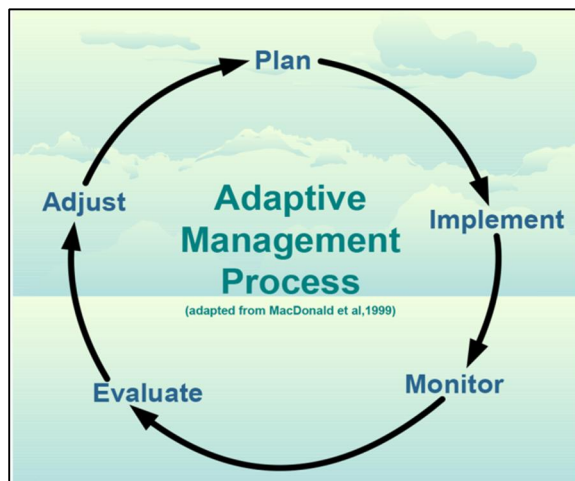 Plan
Adjust
Adaptive
Management
Process
(adapted from MacDonald et al,1999)
Implement
Evaluate
Monitor